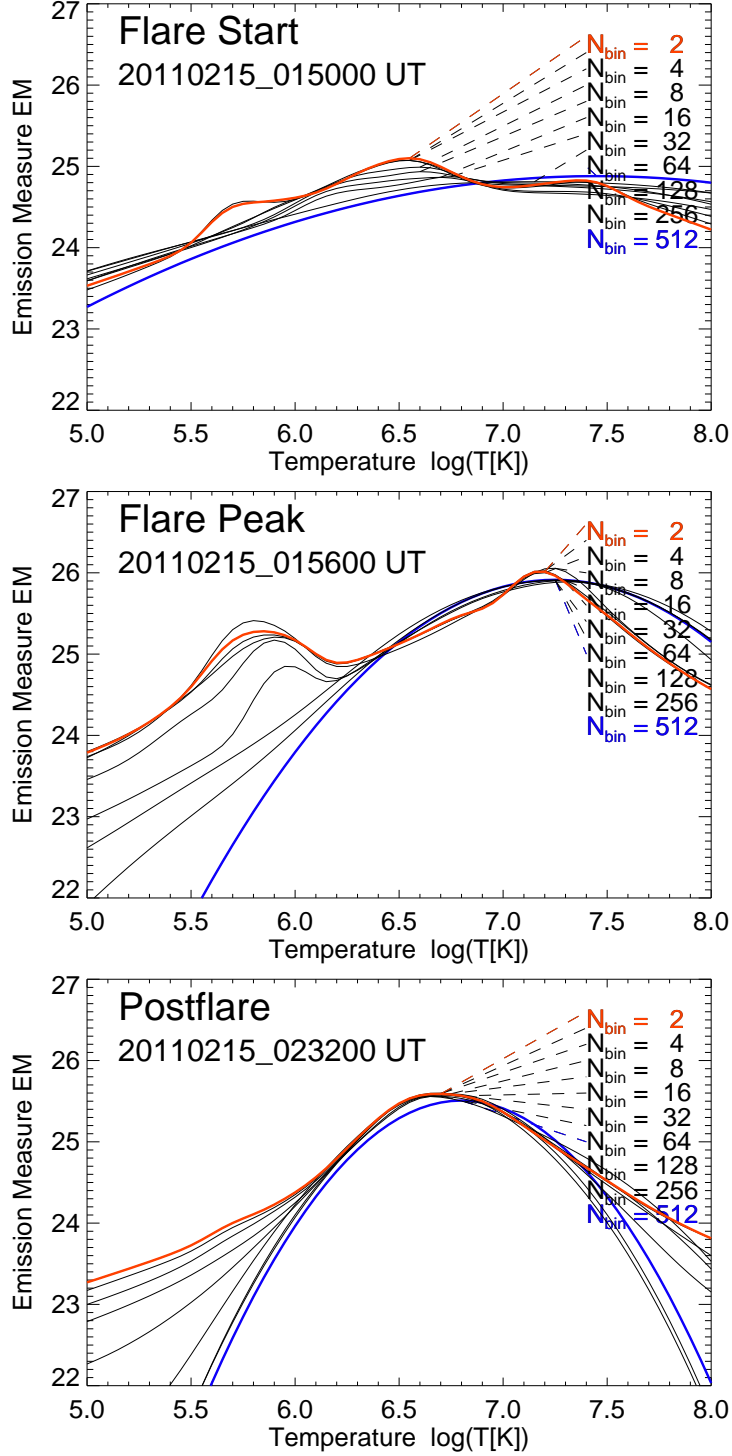 Flare Start
20110215_015000 UT
N_bin = 2
N_bin = 4
N_bin = 8
N_bin = 16
N_bin = 32
N_bin = 64
N_bin = 128
N_bin = 256
N_bin = 512
Emission Measure EM
27
26
25
24
23
22
5.0 5.5 6.0 6.5 7.0 7.5 8.0
Temperature log(T[K])
Flare Peak
20110215_015600 UT
N_bin = 2
N_bin = 4
N_bin = 8
N_bin = 16
N_bin = 32
N_bin = 64
N_bin = 128
N_bin = 256
N_bin = 512
Emission Measure EM
27
26
25
24
23
22
5.0 5.5 6.0 6.5 7.0 7.5 8.0
Temperature log(T[K])
Postflare
20110215_023200 UT
N_bin = 2
N_bin = 4
N_bin = 8
N_bin = 16
N_bin = 32
N_bin = 64
N_bin = 128
N_bin = 256
N_bin = 512
Emission Measure EM
27
26
25
24
23
22
5.0 5.5 6.0 6.5 7.0 7.5 8.0
Temperature log(T[K])